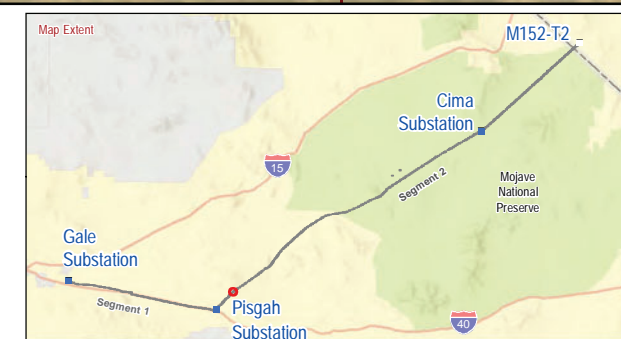 Map Extent
M152-T2
Cima
Substation
15
Segment 2
Mojave
National
Preserve
Gale
Substation
Segment 1
Pisgah
Substation
40